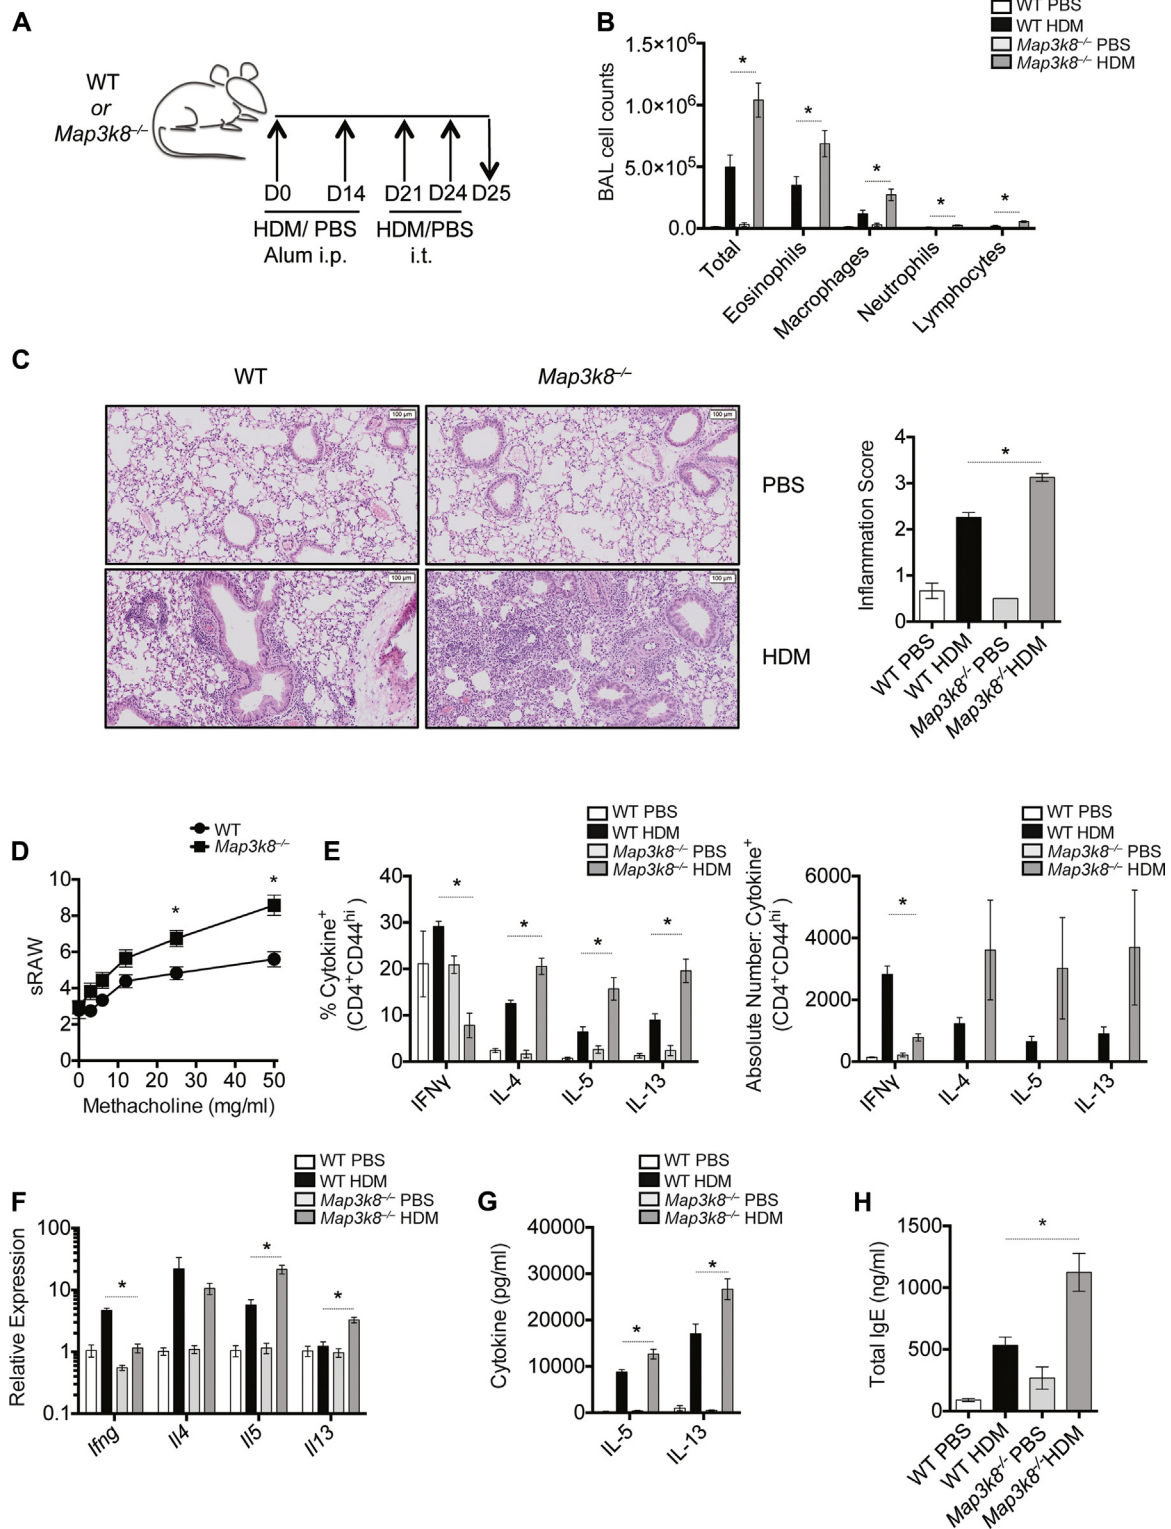 A
WT
or
Map3k8–/–
D0
D14
D21
D24
D25
HDM/ PBS
Alum i.p.
HDM/PBS
i.t.
B
WT PBS
WT HDM
Map3k8–/– PBS
Map3k8–/– HDM
BAL cell counts
1.5×10⁶
1.0×10⁶
5.0×10⁵
0.0
*
*
*
*
*
Total
Eosinophils
Macrophages
Neutrophils
Lymphocytes
C
WT
Map3k8–/–
100 µm
100 µm
PBS
100 µm
100 µm
HDM
Inflammation Score
4
3
2
1
0
*
WT PBS
WT HDM
Map3k8-/- PBS
Map3k8-/-HDM
D
WT
Map3k8–/–
sRAW
10
8
6
4
2
0
*
*
0
10
20
30
40
50
Methacholine (mg/ml)
E
WT PBS
WT HDM
Map3k8–/– PBS
Map3k8–/– HDM
% Cytokine⁺
(CD4⁺CD44ʰⁱ )
40
30
20
10
0
*
*
*
*
IFNγ
IL-4
IL-5
IL-13
WT PBS
WT HDM
Map3k8–/– PBS
Map3k8–/– HDM
Absolute Number: Cytokine⁺
(CD4⁺CD44ʰⁱ)
6000
4000
2000
0
*
IFNγ
IL-4
IL-5
IL-13
F
WT PBS
WT HDM
Map3k8–/– PBS
Map3k8–/– HDM
Relative Expression
100
10
1
0.1
*
*
*
Ifng
Il4
Il5
Il13
G
WT PBS
WT HDM
Map3k8–/– PBS
Map3k8–/– HDM
Cytokine (pg/ml)
40000
30000
20000
10000
0
*
*
IL-5
IL-13
H
Total IgE (ng/ml)
1500
1000
500
0
*
WT PBS
WT HDM
Map3k8-/- PBS
Map3k8-/-HDM